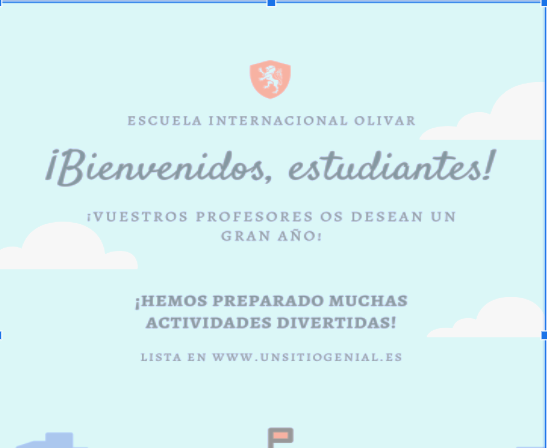 ESCUELA INTERNACIONAL OLIVAR
¡Bienvenidos, estudiantes!
¡VUESTROS PROFESORES OS DESEAN UN
GRAN AÑO!
¡HEMOS PREPARADO MUCHAS
ACTIVIDADES DIVERTIDAS!
LISTA EN WWW.UNSITIOGENIAL.ES